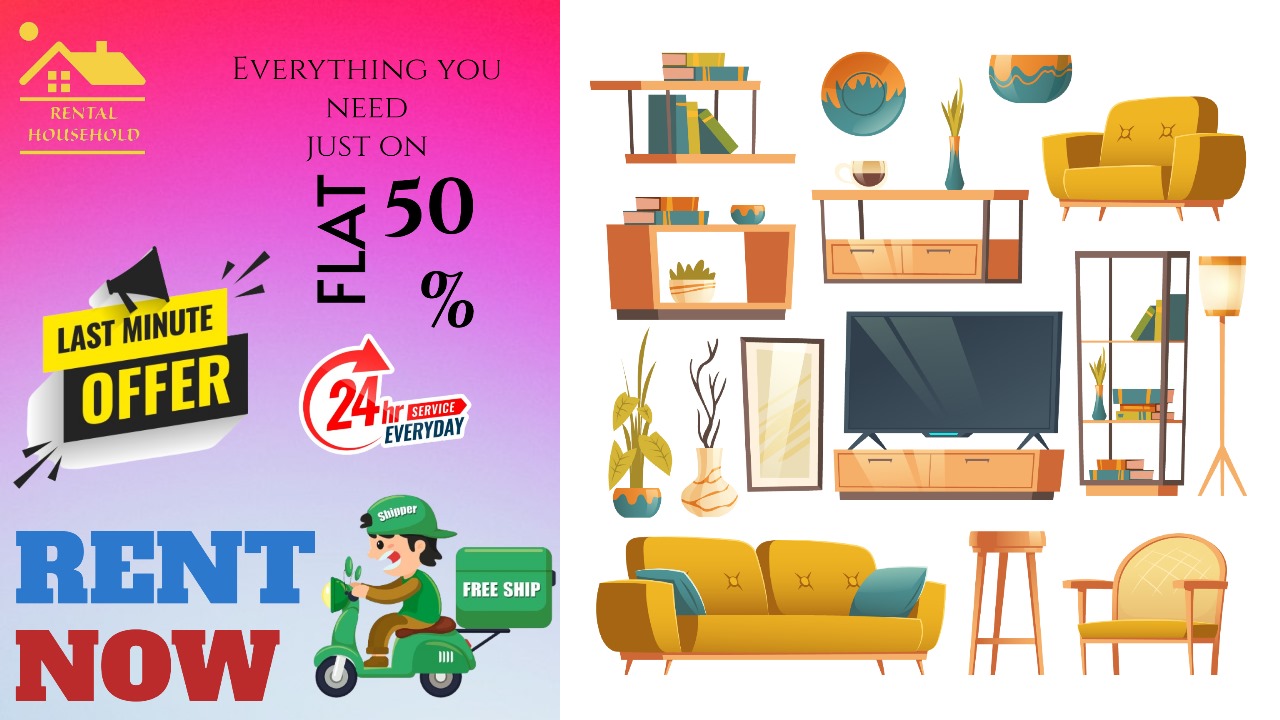 RENTAL
HOUSEHOLD
EVERYTHING YOU
NEED
JUST ON
FLAT 50
%
LAST MINUTE
OFFER
24hr SERVICE
EVERYDAY
RENT
NOW
Shipper
FREE SHIP